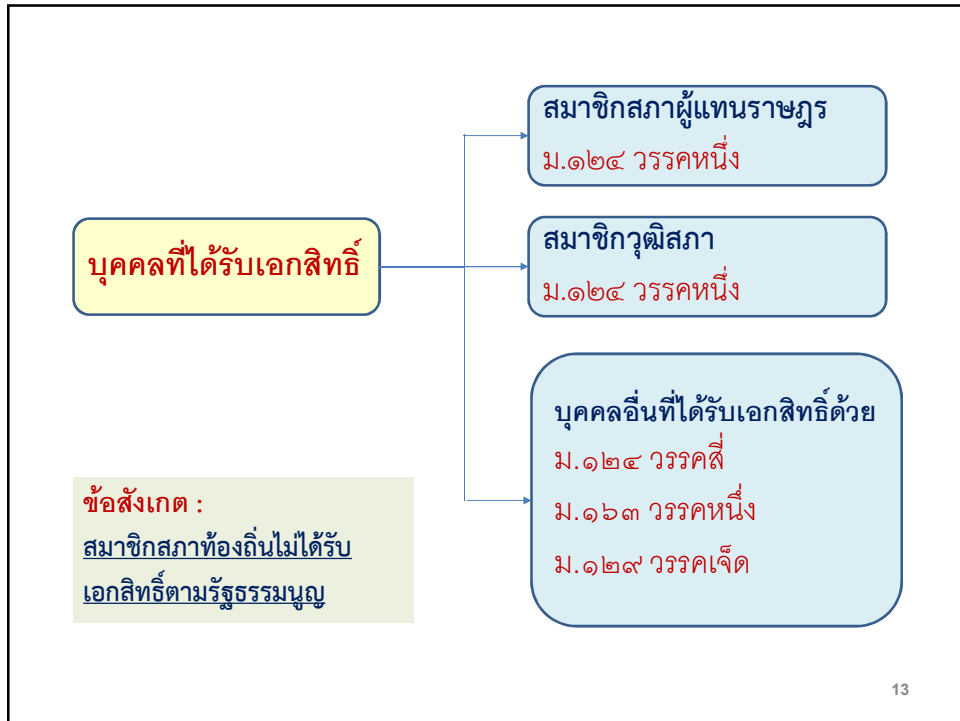 สมาชิกสภาผู้แทนราษฎร
ม.๑๒๔ วรรคหนึ่ง
บุคคลที่ได้รับเอกสิทธิ์
สมาชิกวุฒิสภา
ม.๑๒๔ วรรคหนึ่ง
บุคคลอื่นที่ได้รับเอกสิทธิ์ด้วย
ม.๑๒๔ วรรคสี่
ม.๑๖๓ วรรคหนึ่ง
ม.๑๒๙ วรรคเจ็ด
ข้อสังเกต :
สมาชิกสภาท้องถิ่นไม่ได้รับ
เอกสิทธิ์ตามรัฐธรรมนูญ
13